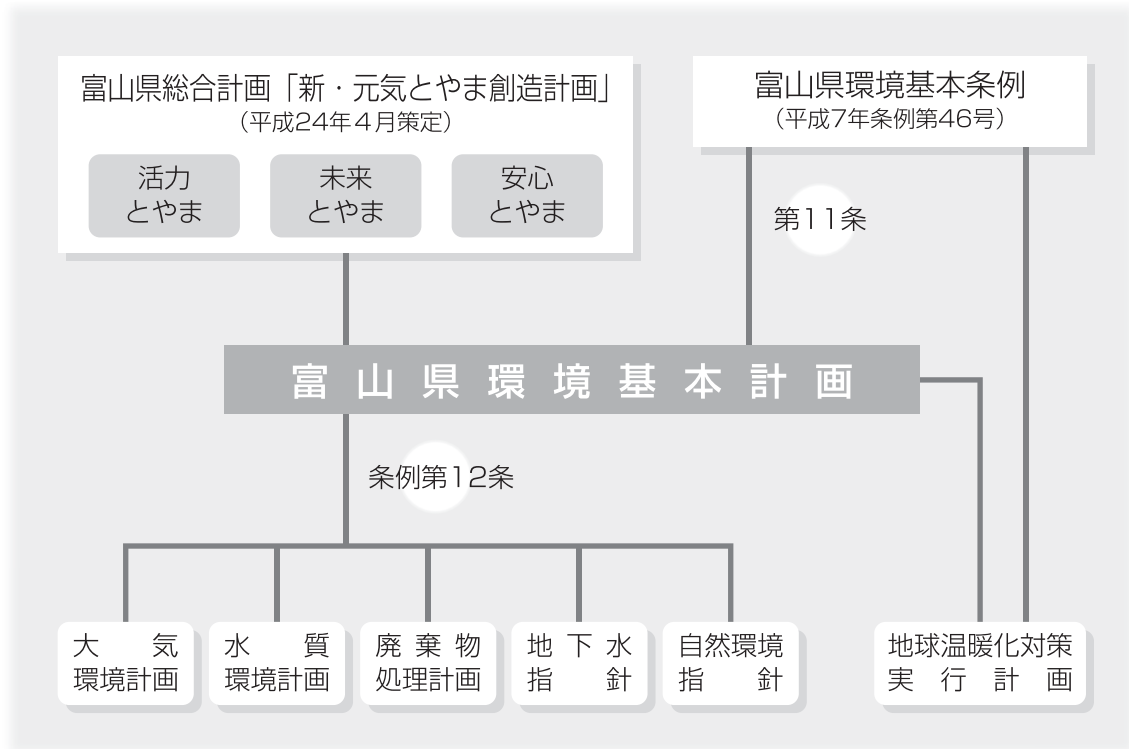 富山県総合計画「新・元気とやま創造計画」
（平成24年４月策定）
活力
とやま
未来
とやま
安心
とやま
富山県環境基本条例
（平成7年条例第46号）
第11条
富山県環境基本計画
条例第12条
大気
環境計画
水質
環境計画
廃棄物
処理計画
地下水
指針
自然環境
指針
地球温暖化対策
実行計画